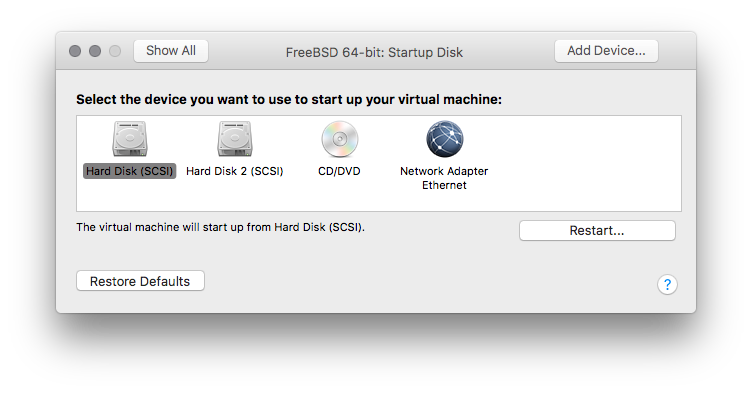 Show All
FreeBSD 64-bit: Startup Disk
Add Device...
Select the device you want to use to start up your virtual machine:
Hard Disk (SCSI)
Hard Disk 2 (SCSI)
CD/DVD
Network Adapter
Ethernet
The virtual machine will start up from Hard Disk (SCSI).
Restart...
Restore Defaults
?